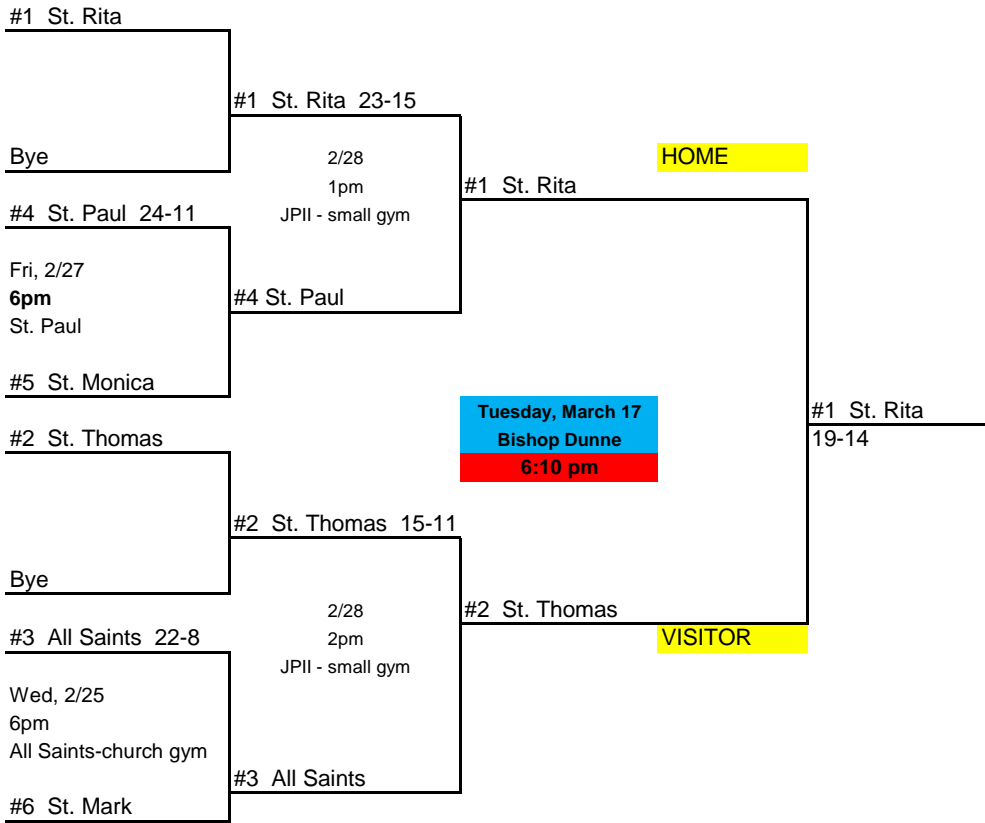 #1 St. Rita
#1 St. Rita 23-15
Bye
2/28
HOME
1pm
#1 St. Rita
#4 St. Paul 24-11
JPII - small gym
Fri, 2/27
6pm
#4 St. Paul
St. Paul
#5 St. Monica
Tuesday, March 17
#1 St. Rita
#2 St. Thomas
Bishop Dunne
19-14
6:10 pm
#2 St. Thomas 15-11
Bye
2/28
#2 St. Thomas
#3 All Saints 22-8
2pm
VISITOR
JPII - small gym
Wed, 2/25
6pm
All Saints-church gym
#3 All Saints
#6 St. Mark